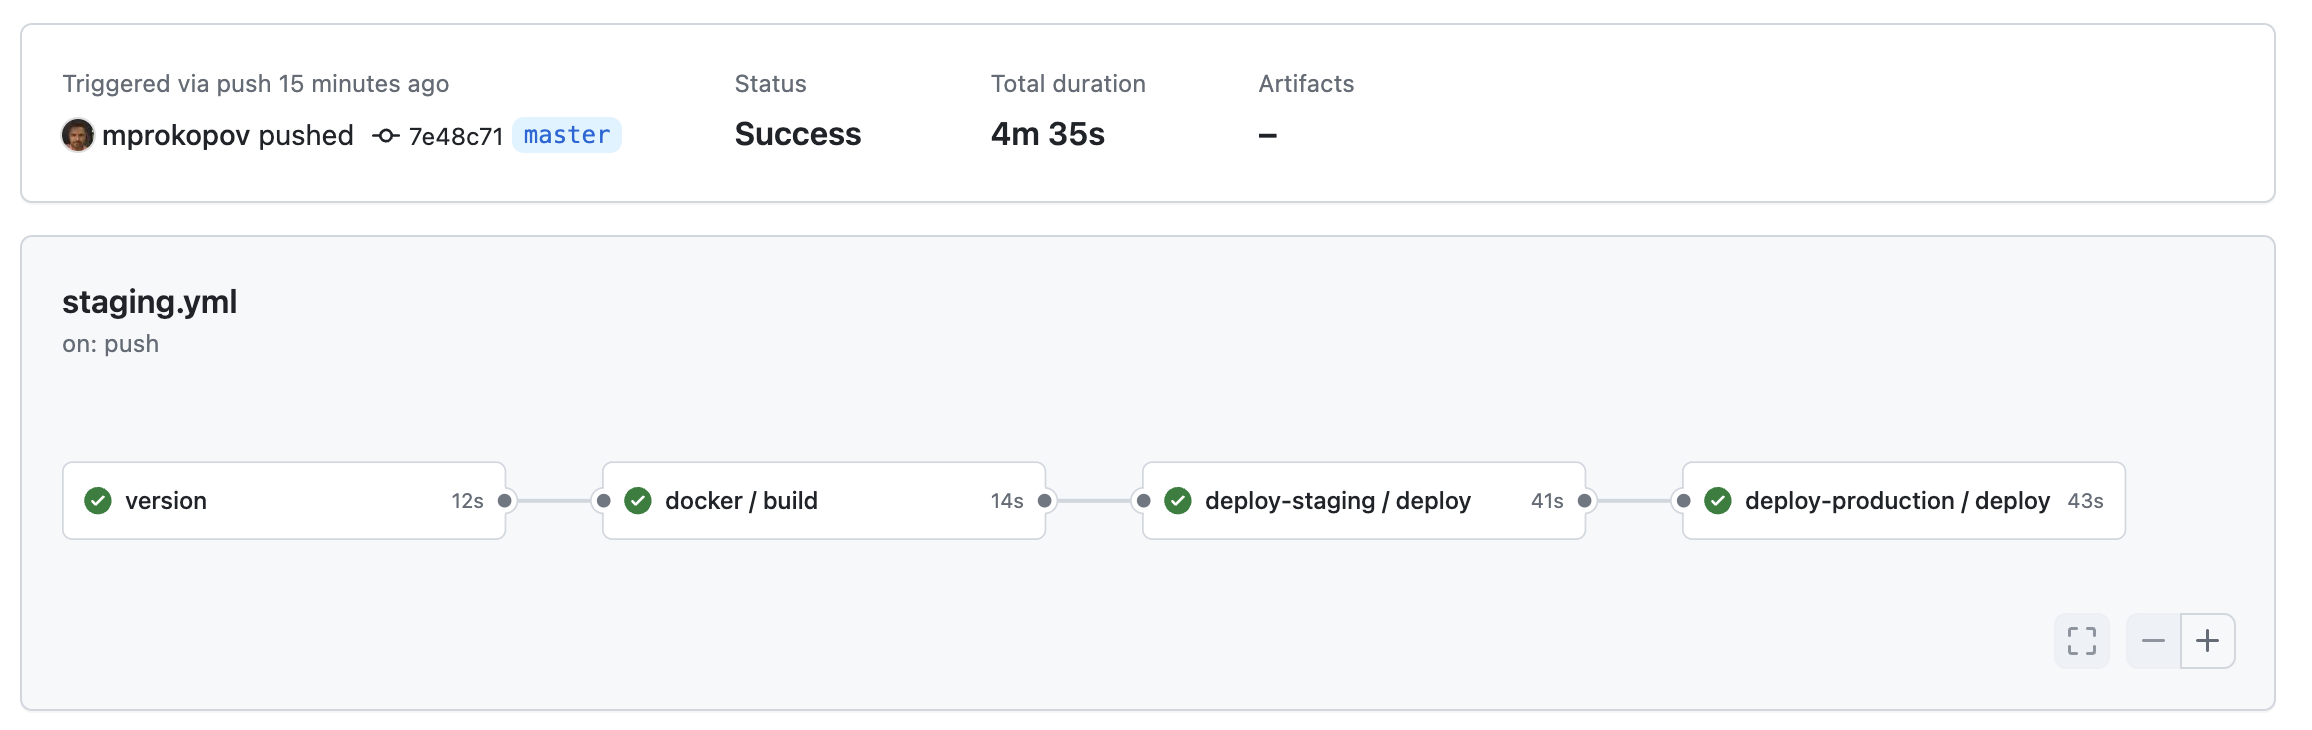 Triggered via push 15 minutes ago
mprokopov pushed 7e48c71 master
Status
Success
Total duration
4m 35s
Artifacts
–
staging.yml
on: push
version 12s
docker / build 14s
deploy-staging / deploy 41s
deploy-production / deploy 43s